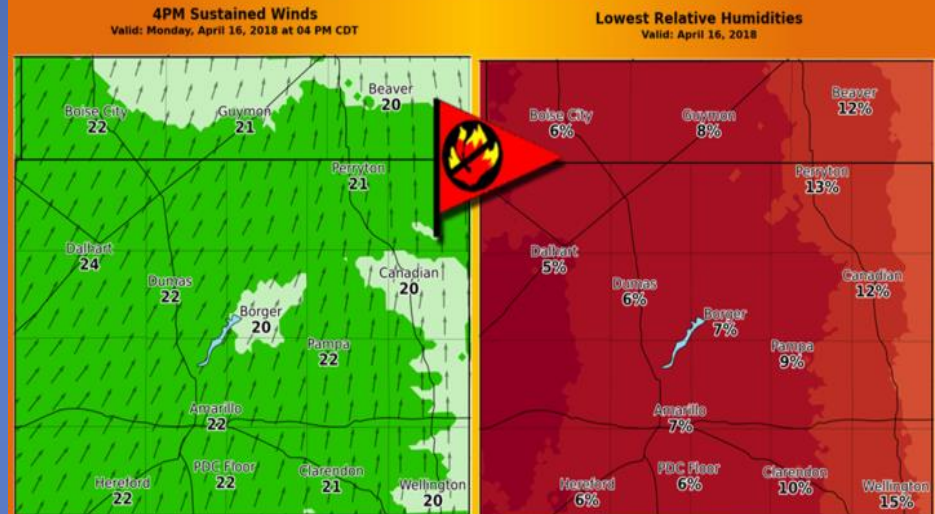 4PM Sustained Winds
Valid: Monday, April 16, 2018 at 04 PM CDT
Beaver
20
Boise City
22
Guymon
21
Perryton
21
Dalhart
24
Dumas
22
Canadian
20
Borger
20
Pampa
22
Amarillo
22
Hereford
22
PDC Floor
22
Clarendon
21
Wellington
20
Lowest Relative Humidities
Valid: April 16, 2018
Beaver
12%
Boise City
6%
Guymon
8%
Perryton
13%
Dalhart
5%
Dumas
6%
Canadian
12%
Borger
7%
Pampa
9%
Amarillo
7%
Hereford
6%
PDC Floor
6%
Clarendon
10%
Wellington
15%